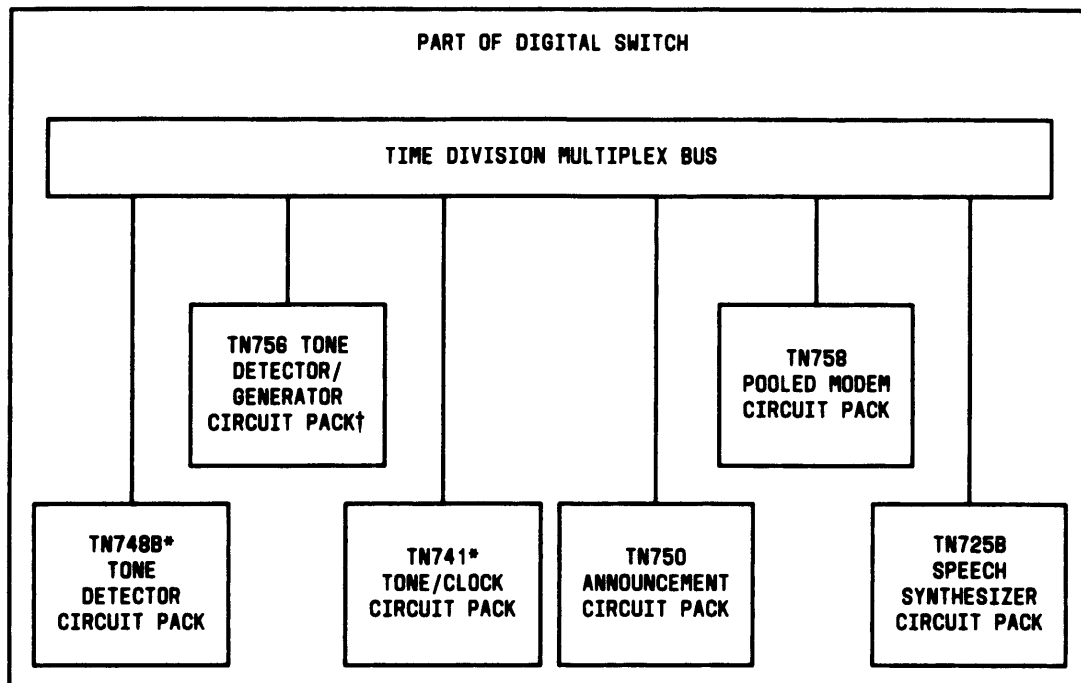 PART OF DIGITAL SWITCH
TIME DIVISION MULTIPLEX BUS
TN756 TONE
DETECTOR/
GENERATOR
CIRCUIT PACK†
TN758
POOLED MODEM
CIRCUIT PACK
TN748B*
TONE
DETECTOR
CIRCUIT PACK
TN741*
TONE/CLOCK
CIRCUIT PACK
TN750
ANNOUNCEMENT
CIRCUIT PACK
TN725B
SPEECH
SYNTHESIZER
CIRCUIT PACK